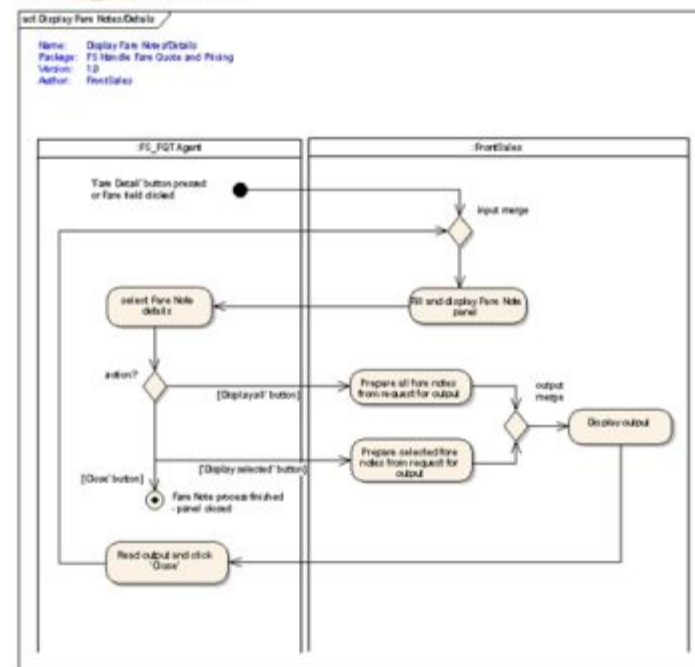 act Display Fare Notes/Details
Name: Display Fare Notes/Details
Package: FS Handle Fare Quote and Pricing
Version: 1.0
Author: FrontSales
:FS_FQT Agent
:FrontSales
'Fare Detail' button pressed
or Fare field clicked
input merge
select Fare Note
details
Fill and display Fare Note
panel
action?
['Display all' button]
Prepare all fare notes
from request for output
output
merge
Display output
['Display selected' button]
Prepare selected fare
notes from request for
output
['Close' button]
Fare Note process finished
- panel closed
Read output and click
'Close'